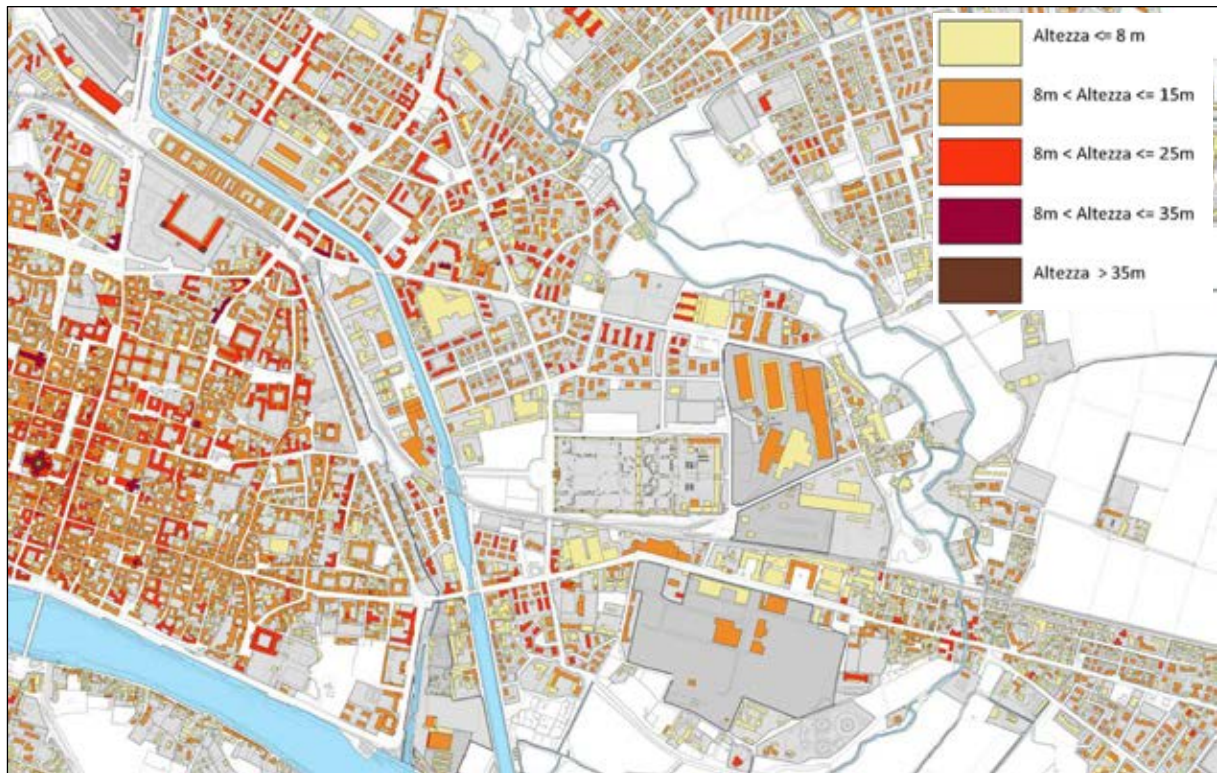 Altezza <= 8 m
8m < Altezza <= 15m
8m < Altezza <= 25m
8m < Altezza <= 35m
Altezza > 35m